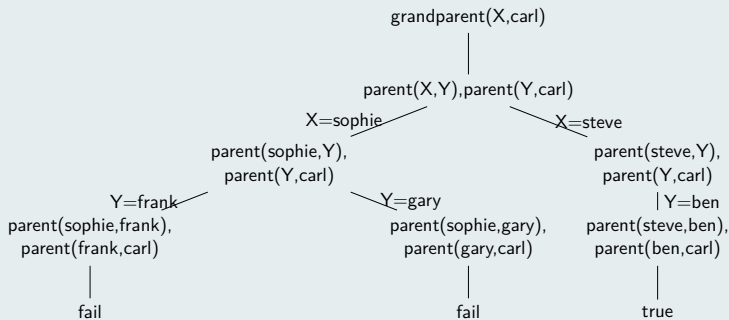 grandparent(X,carl)
parent(X,Y),parent(Y,carl)
X=sophie
X=steve
parent(sophie,Y),
parent(Y,carl)
parent(steve,Y),
parent(Y,carl)
Y=frank
Y=gary
Y=ben
parent(sophie,frank),
parent(frank,carl)
parent(sophie,gary),
parent(gary,carl)
parent(steve,ben),
parent(ben,carl)
fail
fail
true